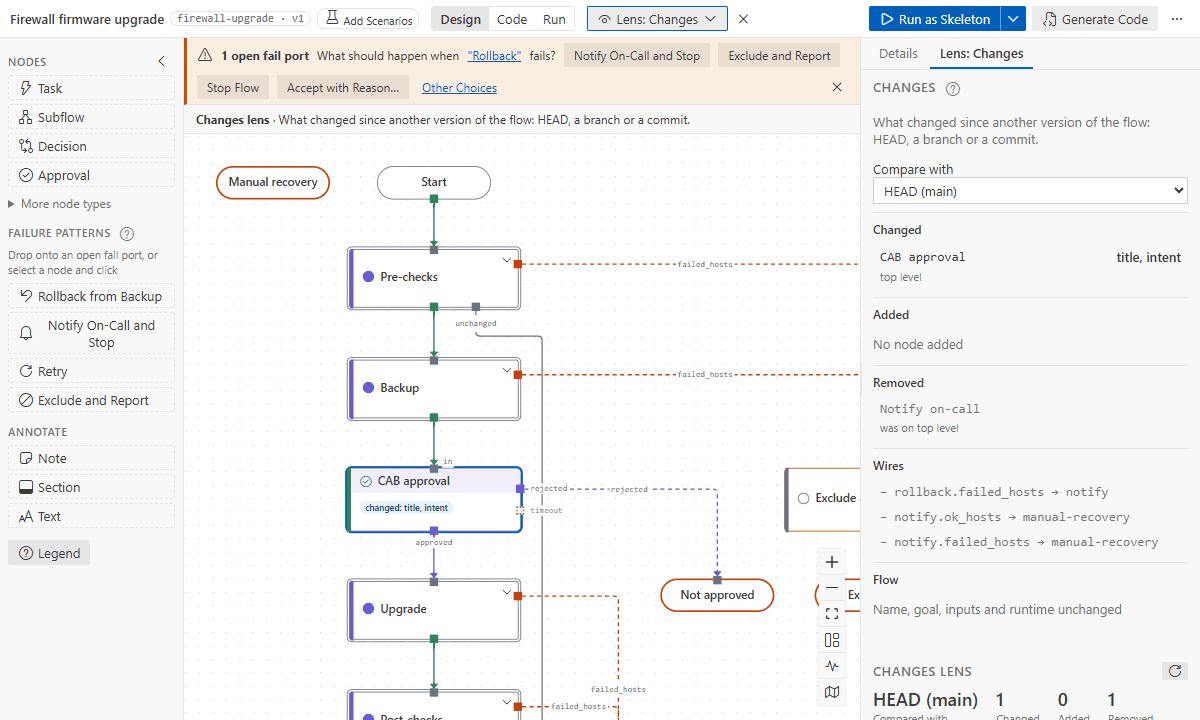 Firewall firmware upgrade
firewall-upgrade · v1
Add Scenarios
Design
Code
Run
Lens: Changes
Run as Skeleton
Generate Code
NODES
Task
Subflow
Decision
Approval
More node types
FAILURE PATTERNS
Drop onto an open fail port, or
select a node and click
Rollback from Backup
Notify On-Call and
Stop
Retry
Exclude and Report
ANNOTATE
Note
Section
Text
Legend
1 open fail port What should happen when "Rollback" fails?
Notify On-Call and Stop
Exclude and Report
Stop Flow
Accept with Reason...
Other Choices
Changes lens · What changed since another version of the flow: HEAD, a branch or a commit.
Manual recovery
Start
Pre-checks
failed_hosts
unchanged
Backup
failed_hosts
in
CAB approval
changed: title, intent
rejected
rejected
timeout
approved
Exclude
Upgrade
Not approved
Ex
failed_hosts
failed_hosts
Post-checks
Details
Lens: Changes
CHANGES
What changed since another version of the flow:
HEAD, a branch or a commit.
Compare with
HEAD (main)
Changed
CAB approval
title, intent
top level
Added
No node added
Removed
Notify on-call
was on top level
Wires
− rollback.failed_hosts → notify
− notify.ok_hosts → manual-recovery
− notify.failed_hosts → manual-recovery
Flow
Name, goal, inputs and runtime unchanged
CHANGES LENS
HEAD (main)
1
0
1
Compared with
Changed
Added
Removed